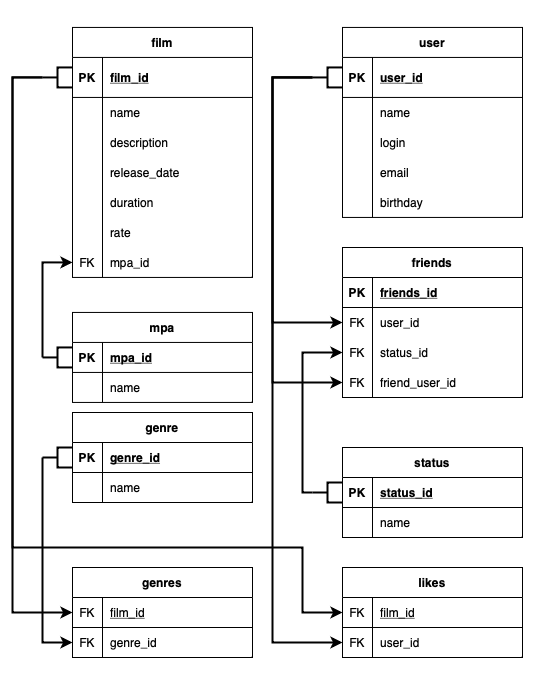 film
PK film_id
name
description
release_date
duration
rate
FK mpa_id
mpa
PK mpa_id
name
genre
PK genre_id
name
genres
FK film_id
FK genre_id
user
PK user_id
name
login
email
birthday
friends
PK friends_id
FK user_id
FK status_id
FK friend_user_id
status
PK status_id
name
likes
FK film_id
FK user_id